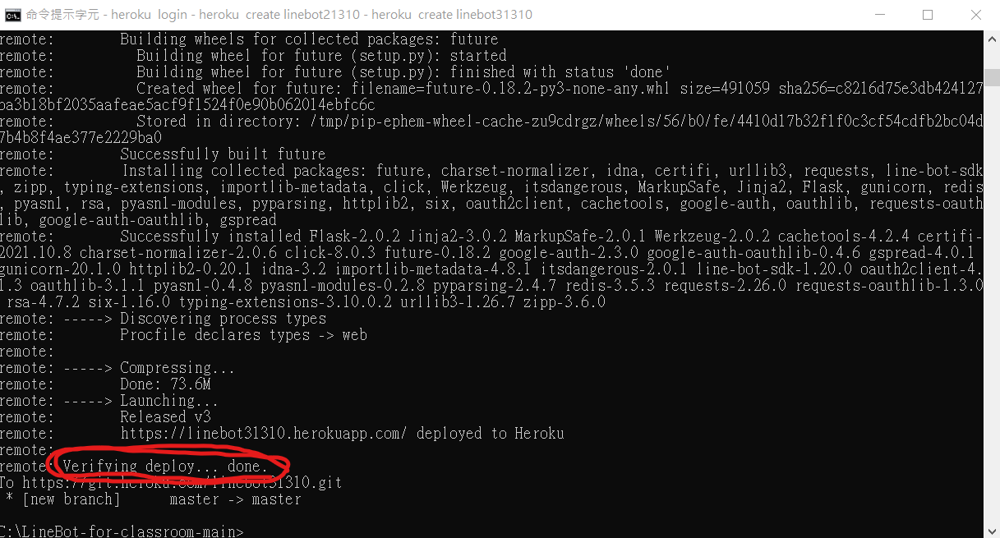 命令提示字元 - heroku login - heroku create linebot21310 - heroku create linebot31310
remote:        Building wheels for collected packages: future
remote:          Building wheel for future (setup.py): started
remote:          Building wheel for future (setup.py): finished with status 'done'
remote:          Created wheel for future: filename=future-0.18.2-py3-none-any.whl size=491059 sha256=c8216d75e3db424127
ba3b18bf2035aafeae5acf9f1524f0e90b062014ebfc6c
remote:          Stored in directory: /tmp/pip-ephem-wheel-cache-zu9cdrgz/wheels/56/b0/fe/4410d17b32f1f0c3cf54cdfb2bc04d
7b4b8f4ae377e2229ba0
remote:        Successfully built future
remote:        Installing collected packages: future, charset-normalizer, idna, certifi, urllib3, requests, line-bot-sdk
, zipp, typing-extensions, importlib-metadata, click, Werkzeug, itsdangerous, MarkupSafe, Jinja2, Flask, gunicorn, redis
, pyasn1, rsa, pyasn1-modules, pyparsing, httplib2, six, oauth2client, cachetools, google-auth, oauthlib, requests-oauth
lib, google-auth-oauthlib, gspread
remote:        Successfully installed Flask-2.0.2 Jinja2-3.0.2 MarkupSafe-2.0.1 Werkzeug-2.0.2 cachetools-4.2.4 certifi-
2021.10.8 charset-normalizer-2.0.6 click-8.0.3 future-0.18.2 google-auth-2.3.0 google-auth-oauthlib-0.4.6 gspread-4.0.1
gunicorn-20.1.0 httplib2-0.20.1 idna-3.2 importlib-metadata-4.8.1 itsdangerous-2.0.1 line-bot-sdk-1.20.0 oauth2client-4.
1.3 oauthlib-3.1.1 pyasn1-0.4.8 pyasn1-modules-0.2.8 pyparsing-2.4.7 redis-3.5.3 requests-2.26.0 requests-oauthlib-1.3.0
rsa-4.7.2 six-1.16.0 typing-extensions-3.10.0.2 urllib3-1.26.7 zipp-3.6.0
remote: -----> Discovering process types
remote:        Procfile declares types -> web
remote:
remote: -----> Compressing...
remote:        Done: 73.6M
remote: -----> Launching...
remote:        Released v3
remote:        https://linebot31310.herokuapp.com/ deployed to Heroku
remote:
remote: Verifying deploy... done.
To https://git.heroku.com/linebot31310.git
 * [new branch]      master -> master
C:\LineBot-for-classroom-main>